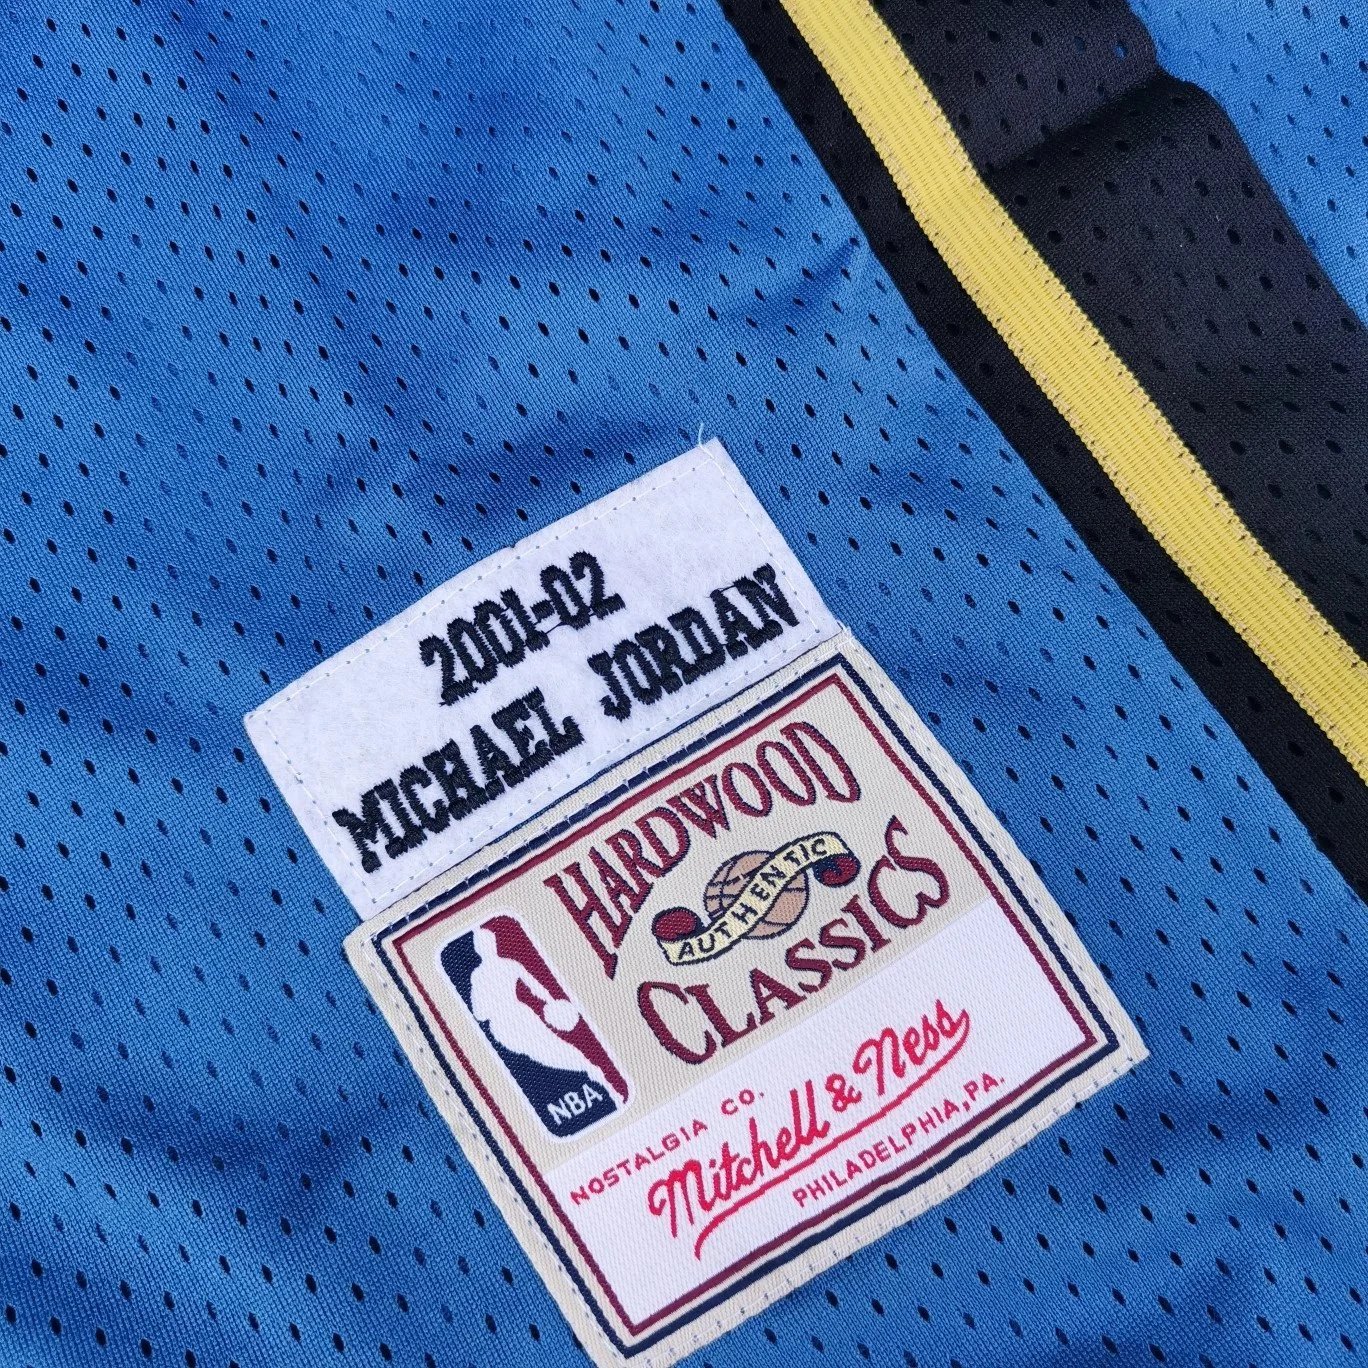 2001-02
MICHAEL JORDAN
HARDWOOD
AUTHENTIC
CLASSICS
NBA
NOSTALGIA CO.
Mitchell & Ness
PHILADELPHIA, PA.